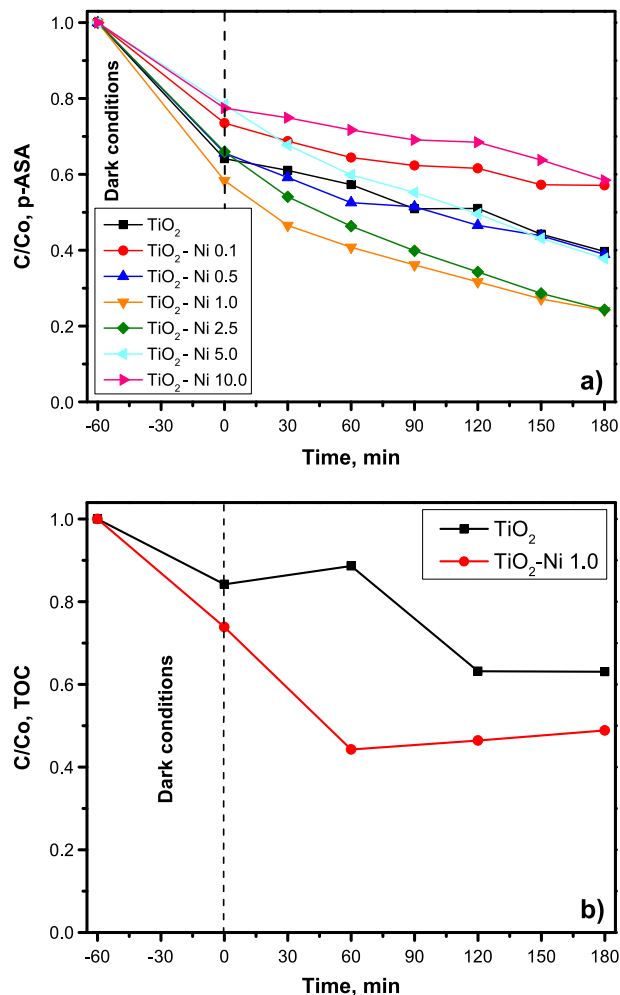 1.0
0.8
0.6
0.4
0.2
0.0
C/Co, p-ASA
Dark conditions
TiO₂
TiO₂- Ni 0.1
TiO₂- Ni 0.5
TiO₂- Ni 1.0
TiO₂- Ni 2.5
TiO₂- Ni 5.0
TiO₂- Ni 10.0
a)
-60 -30 0 30 60 90 120 150 180
Time, min
1.0
0.8
0.6
0.4
0.2
0.0
C/Co, TOC
Dark conditions
TiO₂
TiO₂-Ni 1.0
b)
-60 -30 0 30 60 90 120 150 180
Time, min